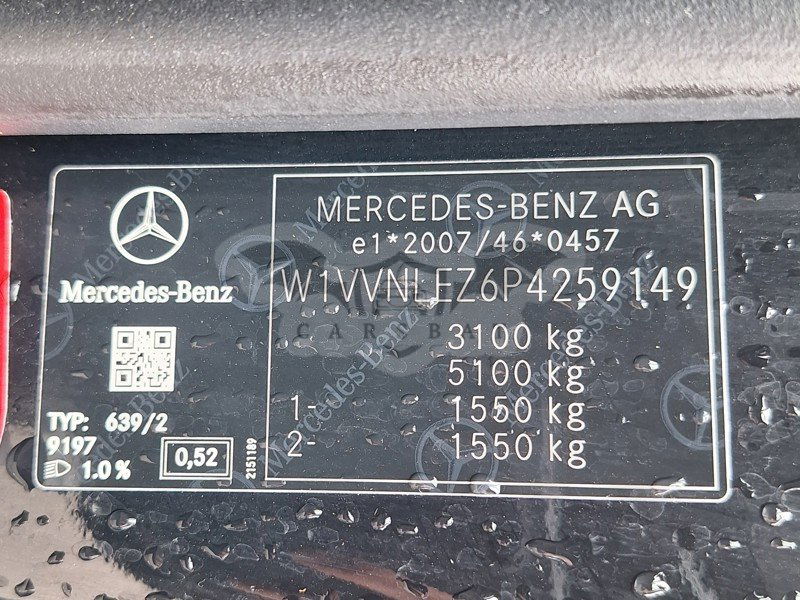 MERCEDES-BENZ AG
e1*2007/46*0457
W1VVNLEZ6P4259149
3100 kg
5100 kg
1- 1550 kg
2- 1550 kg
Mercedes-Benz
TYP: 639/2
9197
1.0 %
0,52
2151189